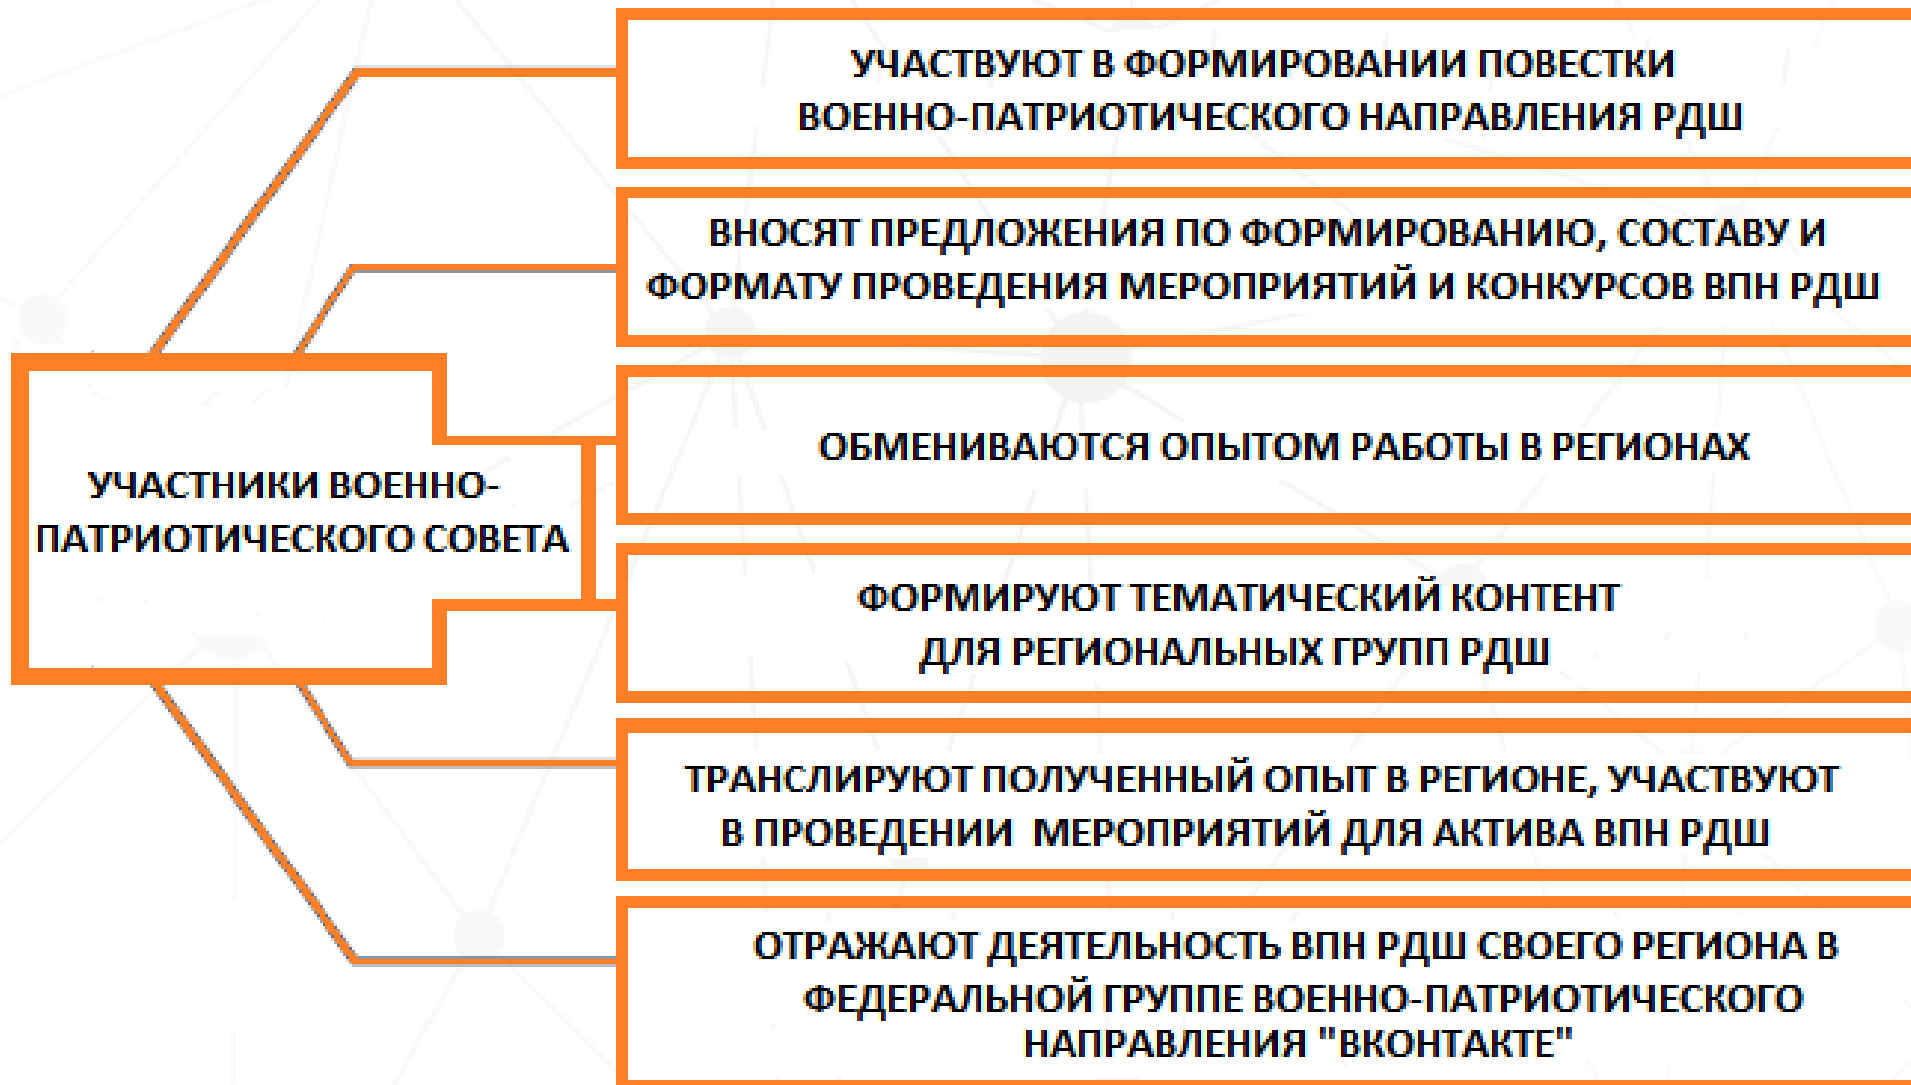 УЧАСТВУЮТ В ФОРМИРОВАНИИ ПОВЕСТКИ
ВОЕННО-ПАТРИОТИЧЕСКОГО НАПРАВЛЕНИЯ РДШ
ВНОСЯТ ПРЕДЛОЖЕНИЯ ПО ФОРМИРОВАНИЮ, СОСТАВУ И
ФОРМАТУ ПРОВЕДЕНИЯ МЕРОПРИЯТИЙ И КОНКУРСОВ ВПН РДШ
УЧАСТНИКИ ВОЕННО-
ПАТРИОТИЧЕСКОГО СОВЕТА
ОБМЕНИВАЮТСЯ ОПЫТОМ РАБОТЫ В РЕГИОНАХ
ФОРМИРУЮТ ТЕМАТИЧЕСКИЙ КОНТЕНТ
ДЛЯ РЕГИОНАЛЬНЫХ ГРУПП РДШ
ТРАНСЛИРУЮТ ПОЛУЧЕННЫЙ ОПЫТ В РЕГИОНЕ, УЧАСТВУЮТ
В ПРОВЕДЕНИИ МЕРОПРИЯТИЙ ДЛЯ АКТИВА ВПН РДШ
ОТРАЖАЮТ ДЕЯТЕЛЬНОСТЬ ВПН РДШ СВОЕГО РЕГИОНА В
ФЕДЕРАЛЬНОЙ ГРУППЕ ВОЕННО-ПАТРИОТИЧЕСКОГО
НАПРАВЛЕНИЯ "ВКОНТАКТЕ"